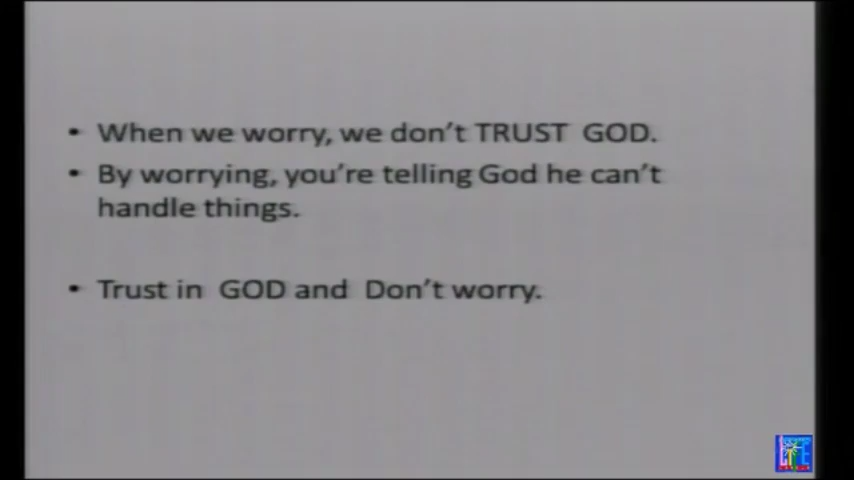 • When we worry, we don't TRUST GOD.
• By worrying, you're telling God he can't
handle things.
• Trust in GOD and Don't worry.